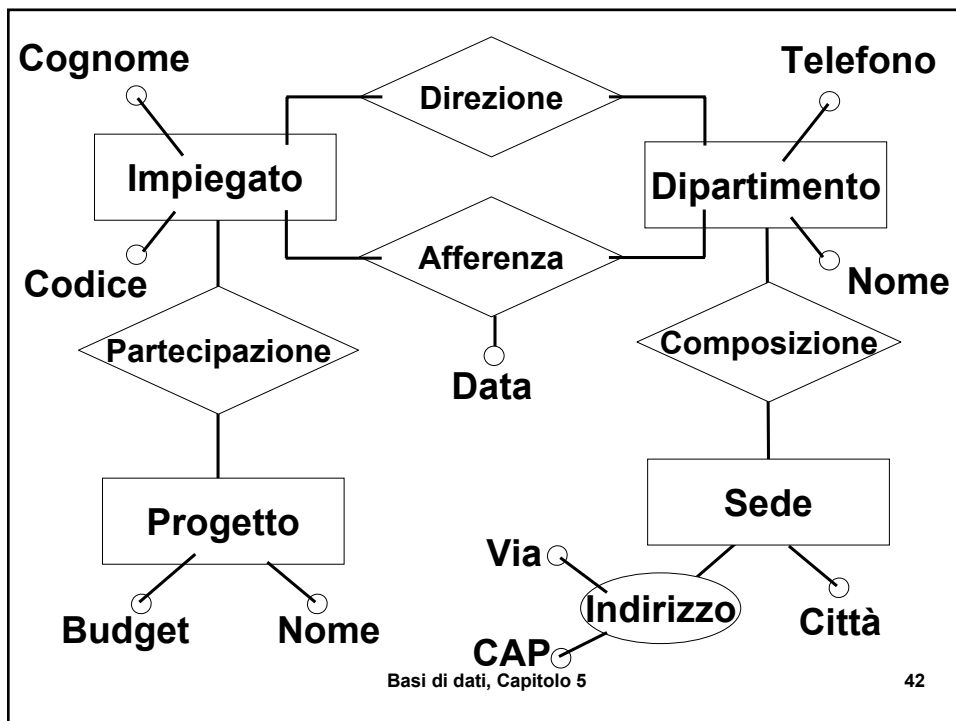 Cognome
Telefono
Direzione
Impiegato
Dipartimento
Afferenza
Codice
Nome
Partecipazione
Composizione
Data
Sede
Progetto
Via
Indirizzo
Budget
Nome
Città
CAP
Basi di dati, Capitolo 5
42